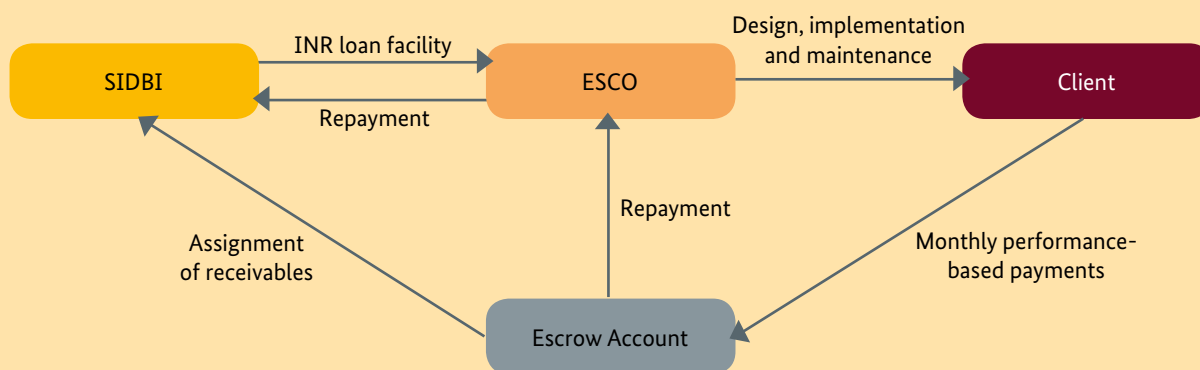 Design, implementation
and maintenance
INR loan facility
SIDBI
ESCO
Client
Repayment
Repayment
Assignment
of receivables
Monthly performance-
based payments
Escrow Account